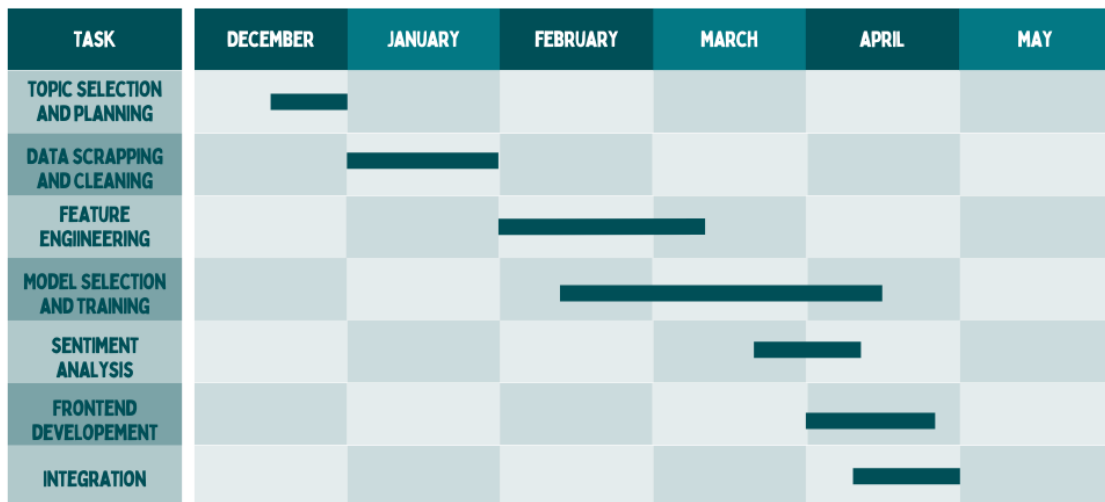 TASK
DECEMBER
JANUARY
FEBRUARY
MARCH
APRIL
MAY
TOPIC SELECTION
AND PLANNING
DATA SCRAPPING
AND CLEANING
FEATURE
ENGIINEERING
MODEL SELECTION
AND TRAINING
SENTIMENT
ANALYSIS
FRONTEND
DEVELOPEMENT
INTEGRATION